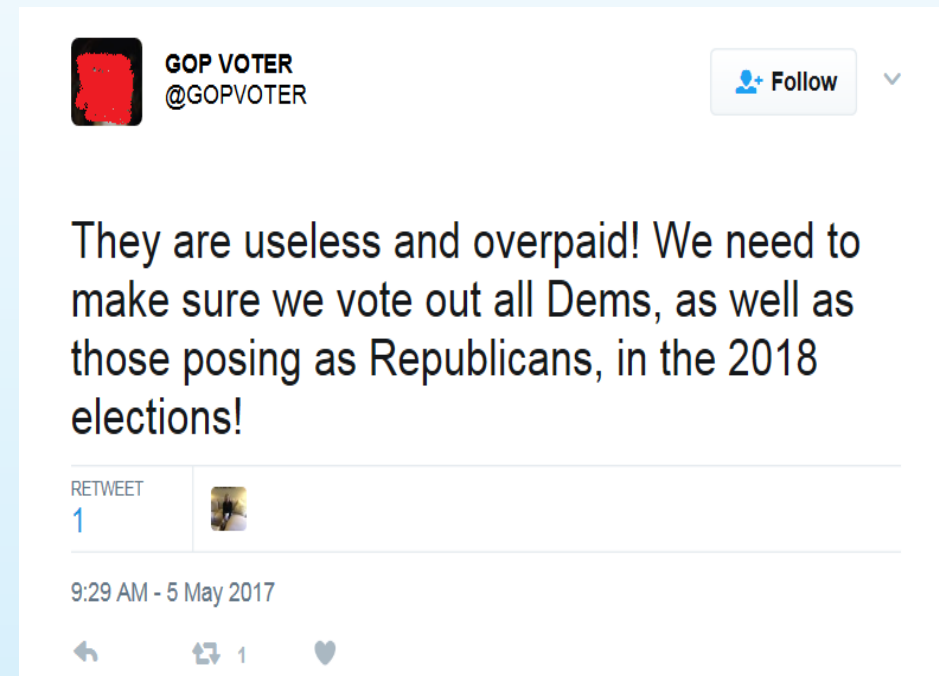 GOP VOTER
@GOPVOTER
Follow
They are useless and overpaid! We need to
make sure we vote out all Dems, as well as
those posing as Republicans, in the 2018
elections!
RETWEET
1
9:29 AM - 5 May 2017
1